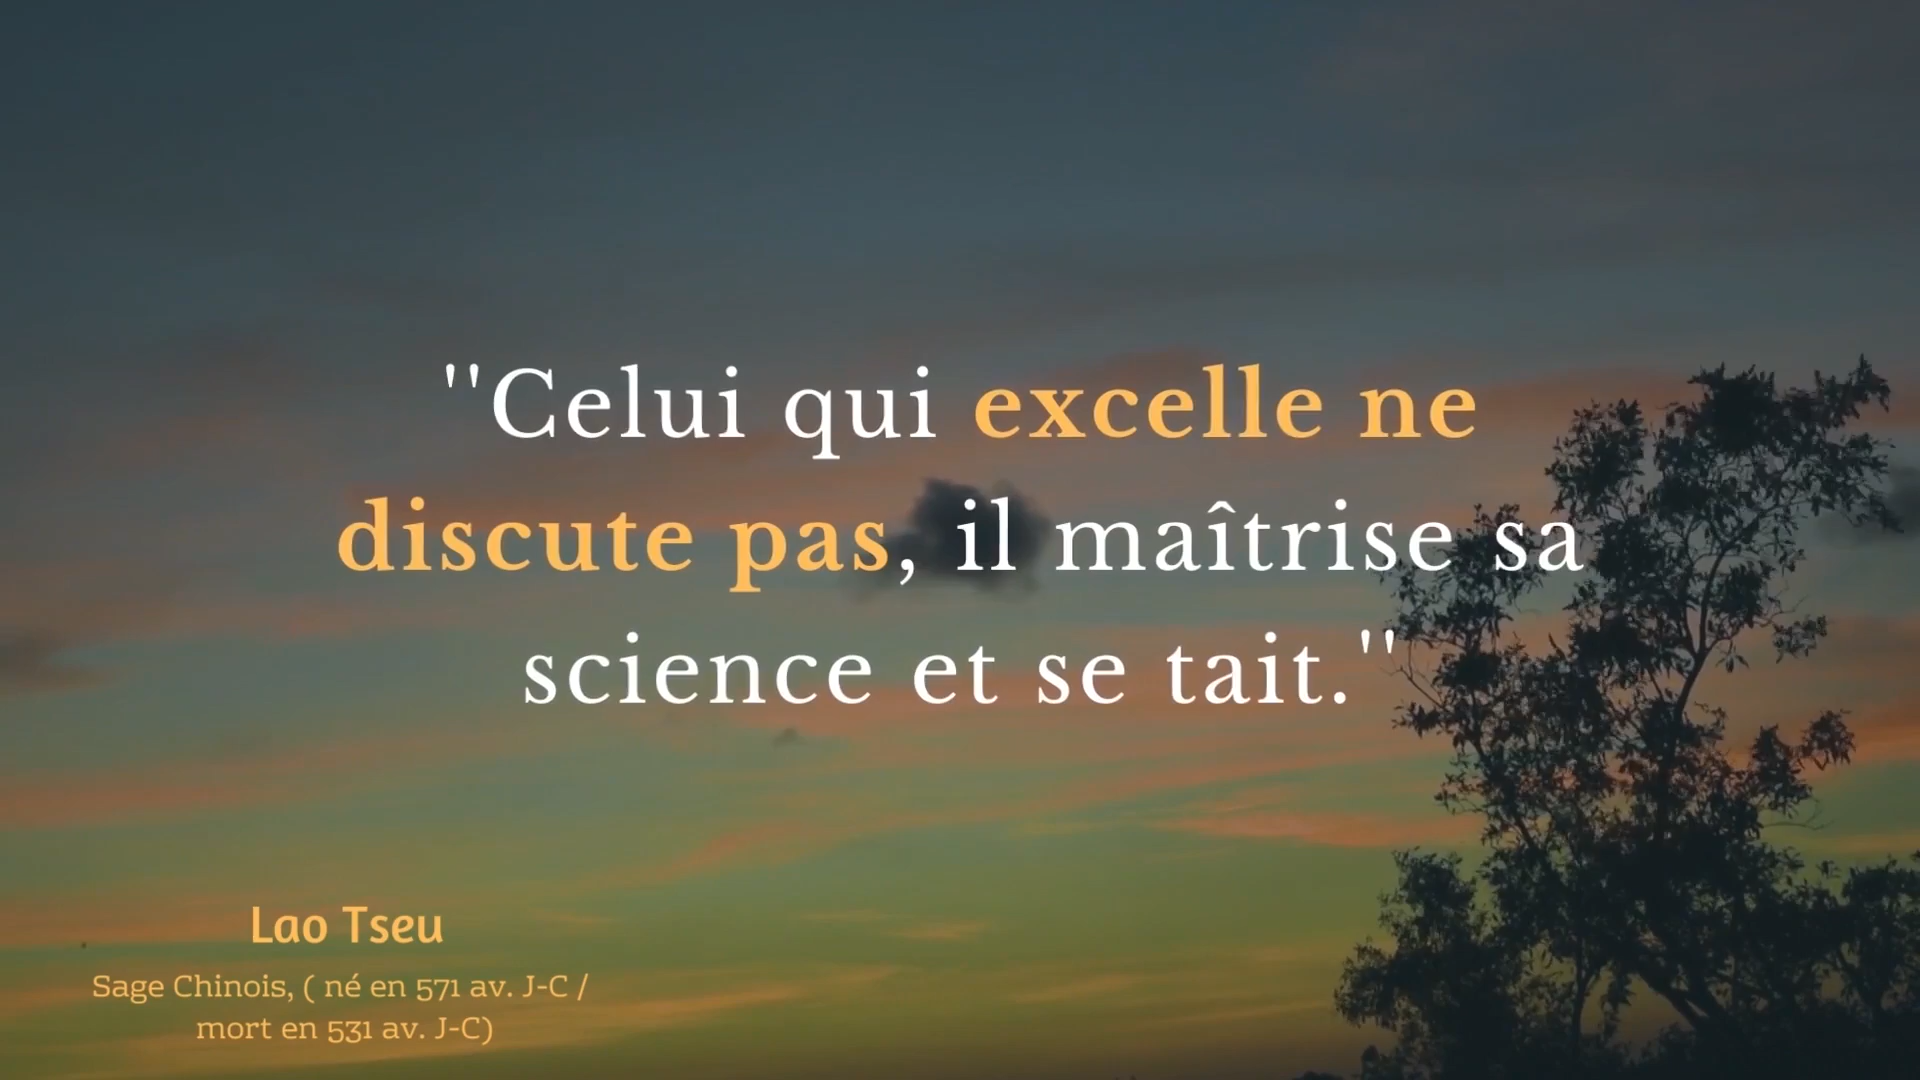 ''Celui qui excelle ne
discute pas, il maîtrise sa
science et se tait.''
Lao Tseu
Sage Chinois, ( né en 571 av. J-C /
mort en 531 av. J-C)